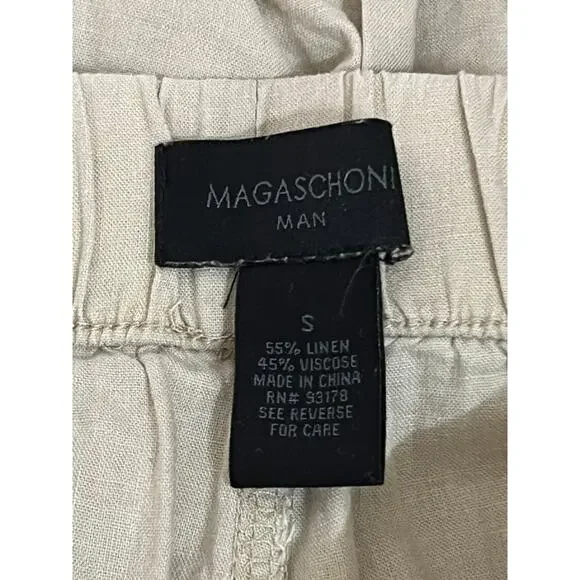 MAGASCHONI
MAN
S
55% LINEN
45% VISCOSE
MADE IN CHINA
RN# 93178
SEE REVERSE
FOR CARE